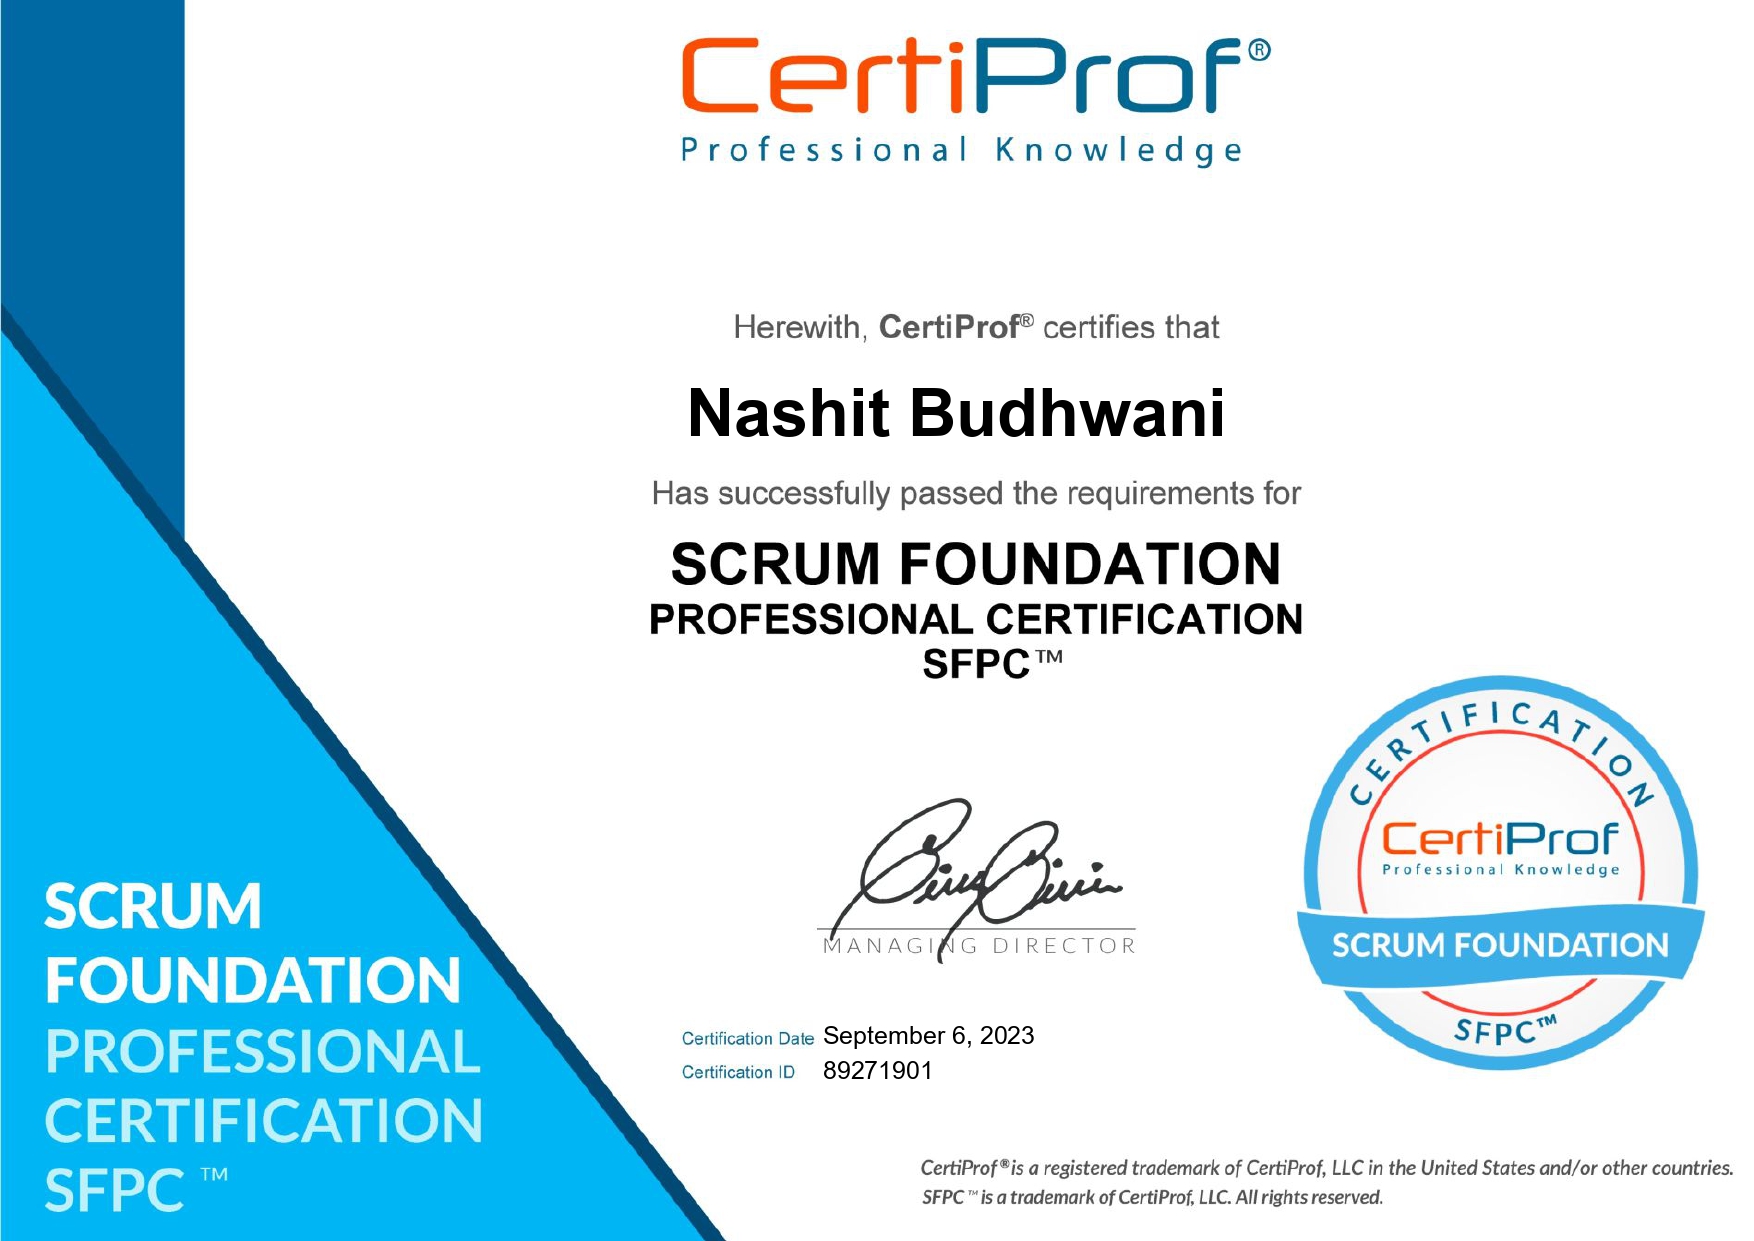 CertiProf®
Professional Knowledge
Herewith, CertiProf® certifies that
Nashit Budhwani
Has successfully passed the requirements for
SCRUM FOUNDATION
PROFESSIONAL CERTIFICATION
SFPC™
MANAGING DIRECTOR
Certification Date September 6, 2023
Certification ID 89271901
CERTIFICATION
CertiProf
Professional Knowledge
SCRUM FOUNDATION
SFPC™
SCRUM
FOUNDATION
PROFESSIONAL
CERTIFICATION
SFPC ™
CertiProf® is a registered trademark of CertiProf, LLC in the United States and/or other countries.
SFPC™ is a trademark of CertiProf, LLC. All rights reserved.